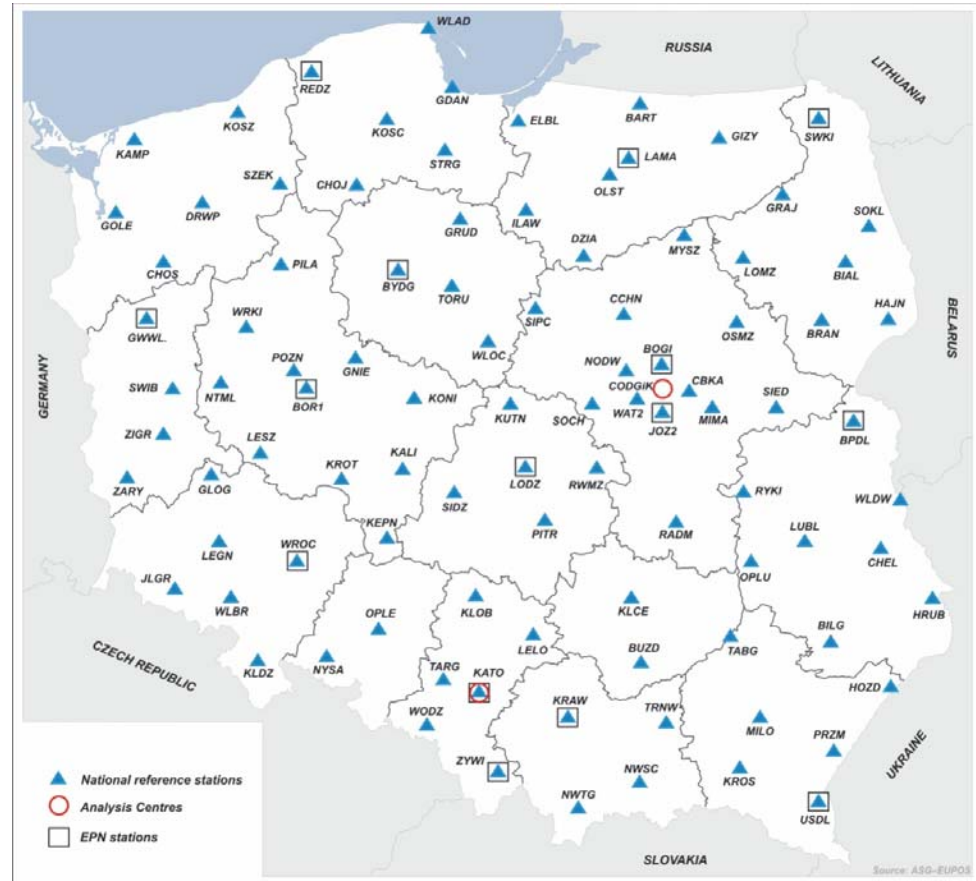 WLAD
RUSSIA
LITHUANIA
REDZ
GDAN
KOSZ
KOSC
ELBL
BART
GIZY
SWKI
KAMP
STRG
LAMA
SZEK
CHOJ
OLST
GRAJ
SOKL
GOLE
DRWP
GRUD
ILAW
DZIA
MYSZ
CHOS
PILA
BYDG
TORU
LOMZ
BIAL
GWWL.
WRKI
SIPC
CCHN
OSMZ
BRAN
HAJN
BELARUS
WLOC
BOGI
POZN
GNIE
NODW
GERMANY
SWIB
NTML
BOR1
KONI
CODGiK
CBKA
SIED
KUTN
SOCH
WAT2
JOZ2
MIMA
BPDL
ZIGR
LESZ
KALI
ZARY
GLOG
KROT
SIDZ
LODZ
RWMZ
RYKI
WLDW
KEPN
PITR
RADM
LUBL
LEGN
WROC
CHEL
OPLU
JLGR
WLBR
OPLE
KLOB
KLCE
HRUB
BILG
CZECH REPUBLIC
KLDZ
NYSA
LELO
BUZD
TABG
TARG
KATO
HOZD
WODZ
KRAW
TRNW
MILO
PRZM
UKRAINE
ZYWI
NWSC
KROS
NWTG
USDL
National reference stations
Analysis Centres
EPN stations
SLOVAKIA
Source: ASG-EUPOS